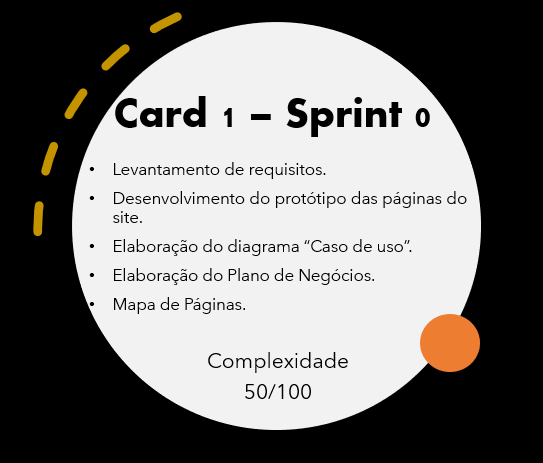 Card 1 – Sprint 0
• Levantamento de requisitos.
• Desenvolvimento do protótipo das páginas do
site.
• Elaboração do diagrama “Caso de uso”.
• Elaboração do Plano de Negócios.
• Mapa de Páginas.
Complexidade
50/100